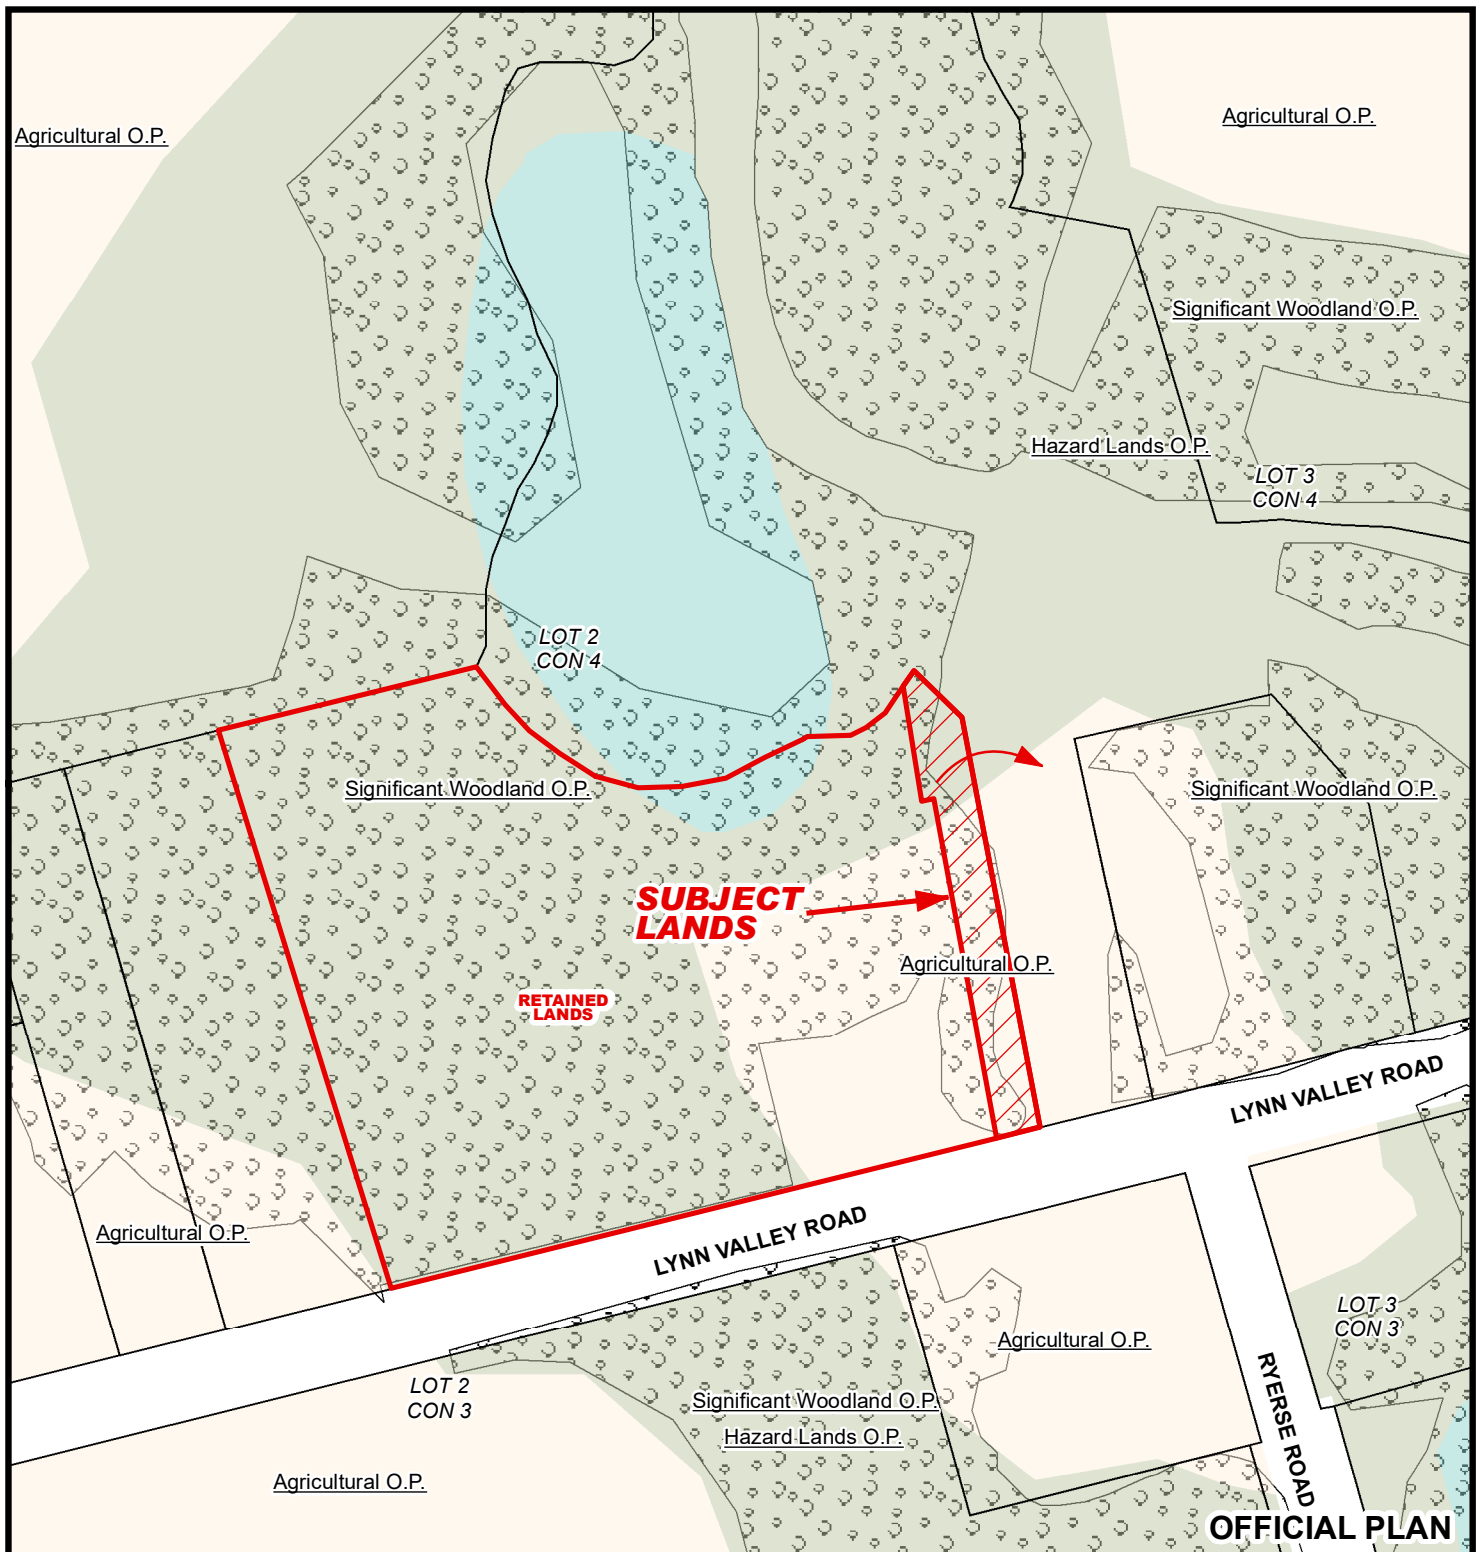 Agricultural O.P.
Agricultural O.P.
Significant Woodland O.P.
Hazard Lands O.P.
LOT 3
CON 4
LOT 2
CON 4
Significant Woodland O.P.
Significant Woodland O.P.
SUBJECT
LANDS
Agricultural O.P.
RETAINED
LANDS
LYNN VALLEY ROAD
Agricultural O.P.
LYNN VALLEY ROAD
LOT 3
CON 3
Agricultural O.P.
LOT 2
CON 3
Significant Woodland O.P.
Hazard Lands O.P.
RYERSE ROAD
Agricultural O.P.
OFFICIAL PLAN